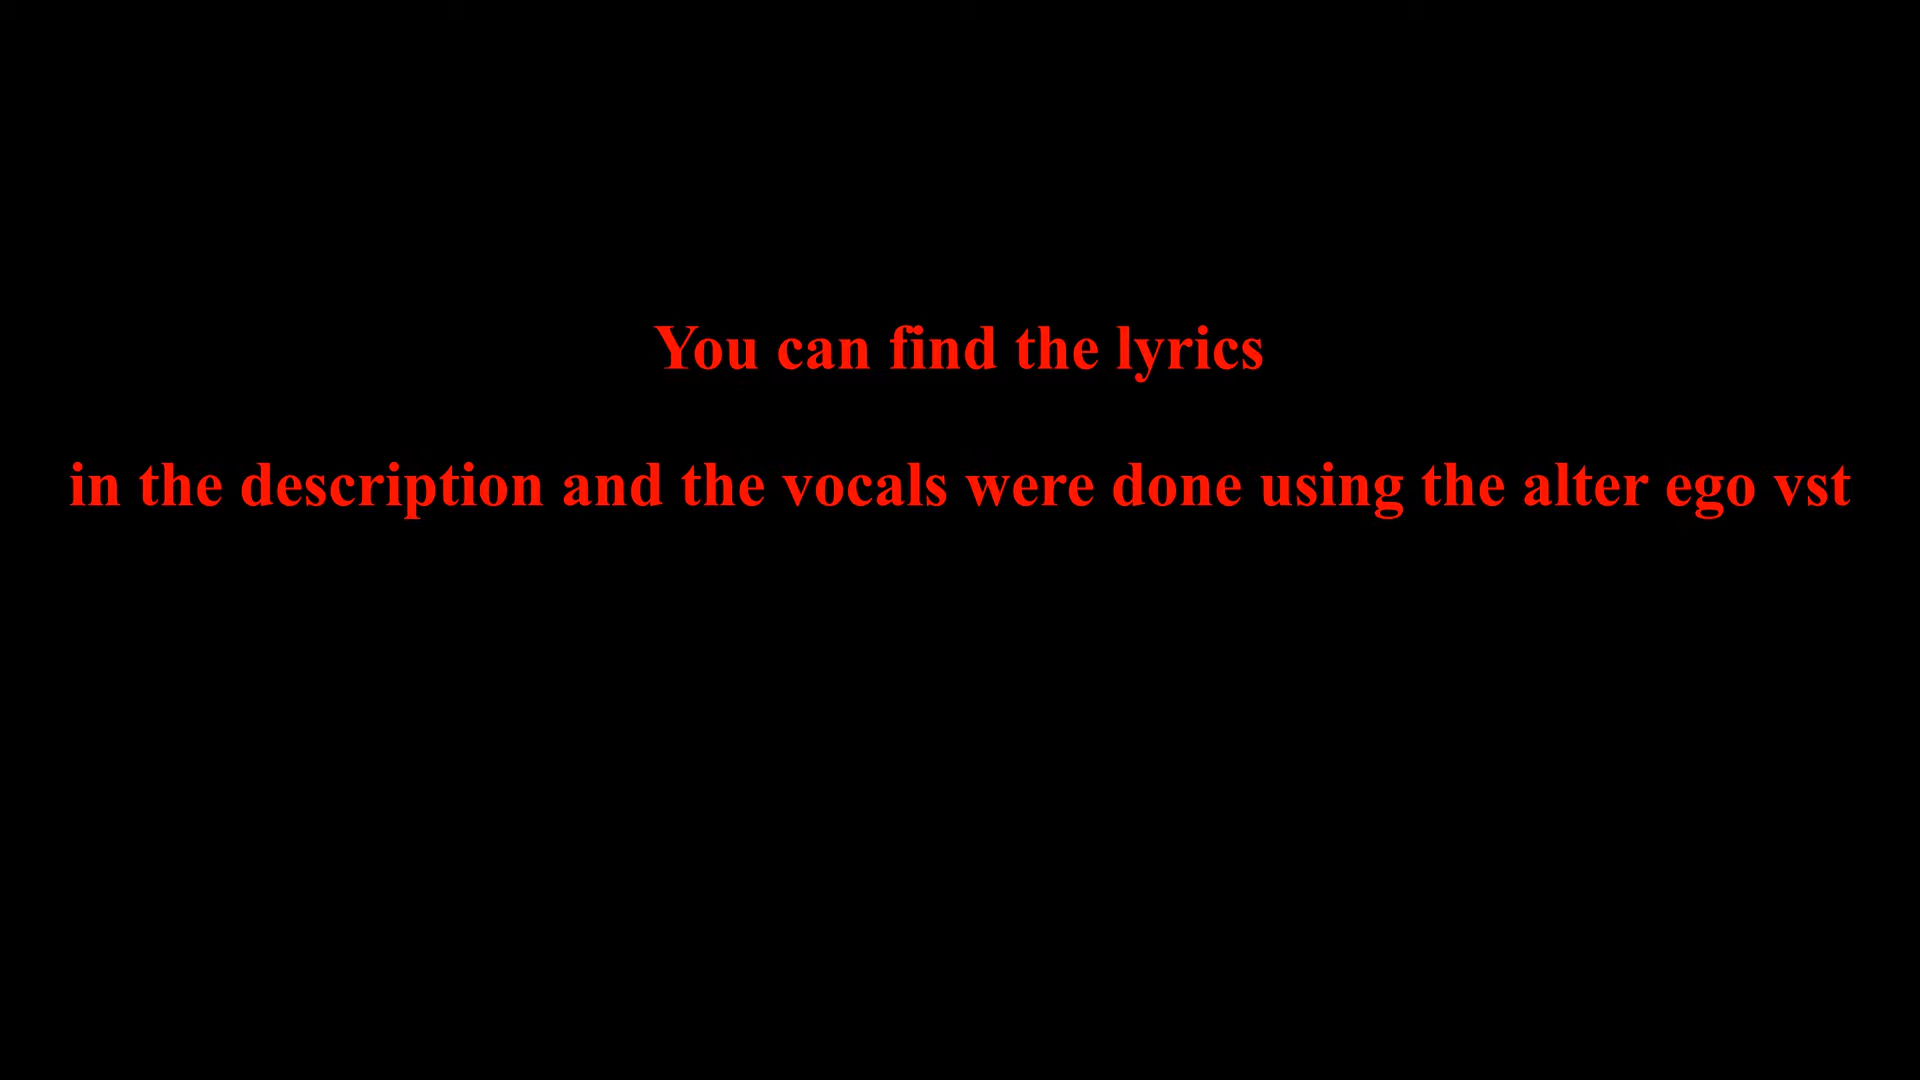 You can find the lyrics
in the description and the vocals were done using the alter ego vst